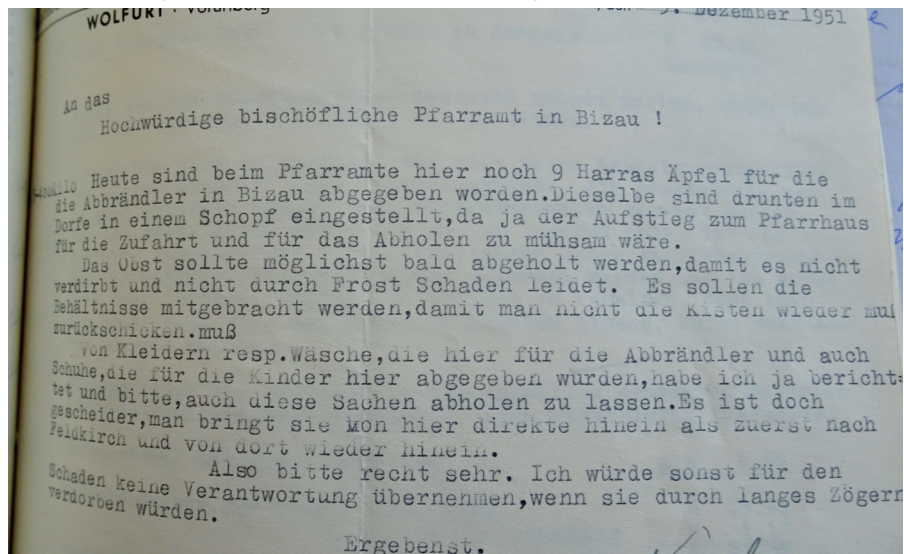 WOLFURT · Vorarlberg
Dezember 1951
An das
Hochwürdige bischöfliche Pfarramt in Bizau !
Heute sind beim Pfarramte hier noch 9 Harras Äpfel für die
die Abbrändler in Bizau abgegeben worden.Dieselbe sind drunten im
Dorfe in einem Schopf eingestellt,da ja der Aufstieg zum Pfarrhaus
für die Zufahrt und für das Abholen zu mühsam wäre.
Das Obst sollte möglichst bald abgeholt werden,damit es nicht
verdirbt und nicht durch Frost Schaden leidet. Es sollen die
Behältnisse mitgebracht werden,damit man nicht die Kisten wieder muß
zurückschicken.muß
Von Kleidern resp.Wäsche,die hier für die Abbrändler und auch
Schuhe,die für die Kinder hier abgegeben wurden,habe ich ja bericht=
tet und bitte,auch diese Sachen abholen zu lassen.Es ist doch
gescheider,man bringt sie von hier direkte hinein als zuerst nach
Feldkirch und von dort wieder hinein.
Also bitte recht sehr. Ich würde sonst für den
Schaden keine Verantwortung übernehmen,wenn sie durch langes Zögern
verdorben würden.
Ergebenst.